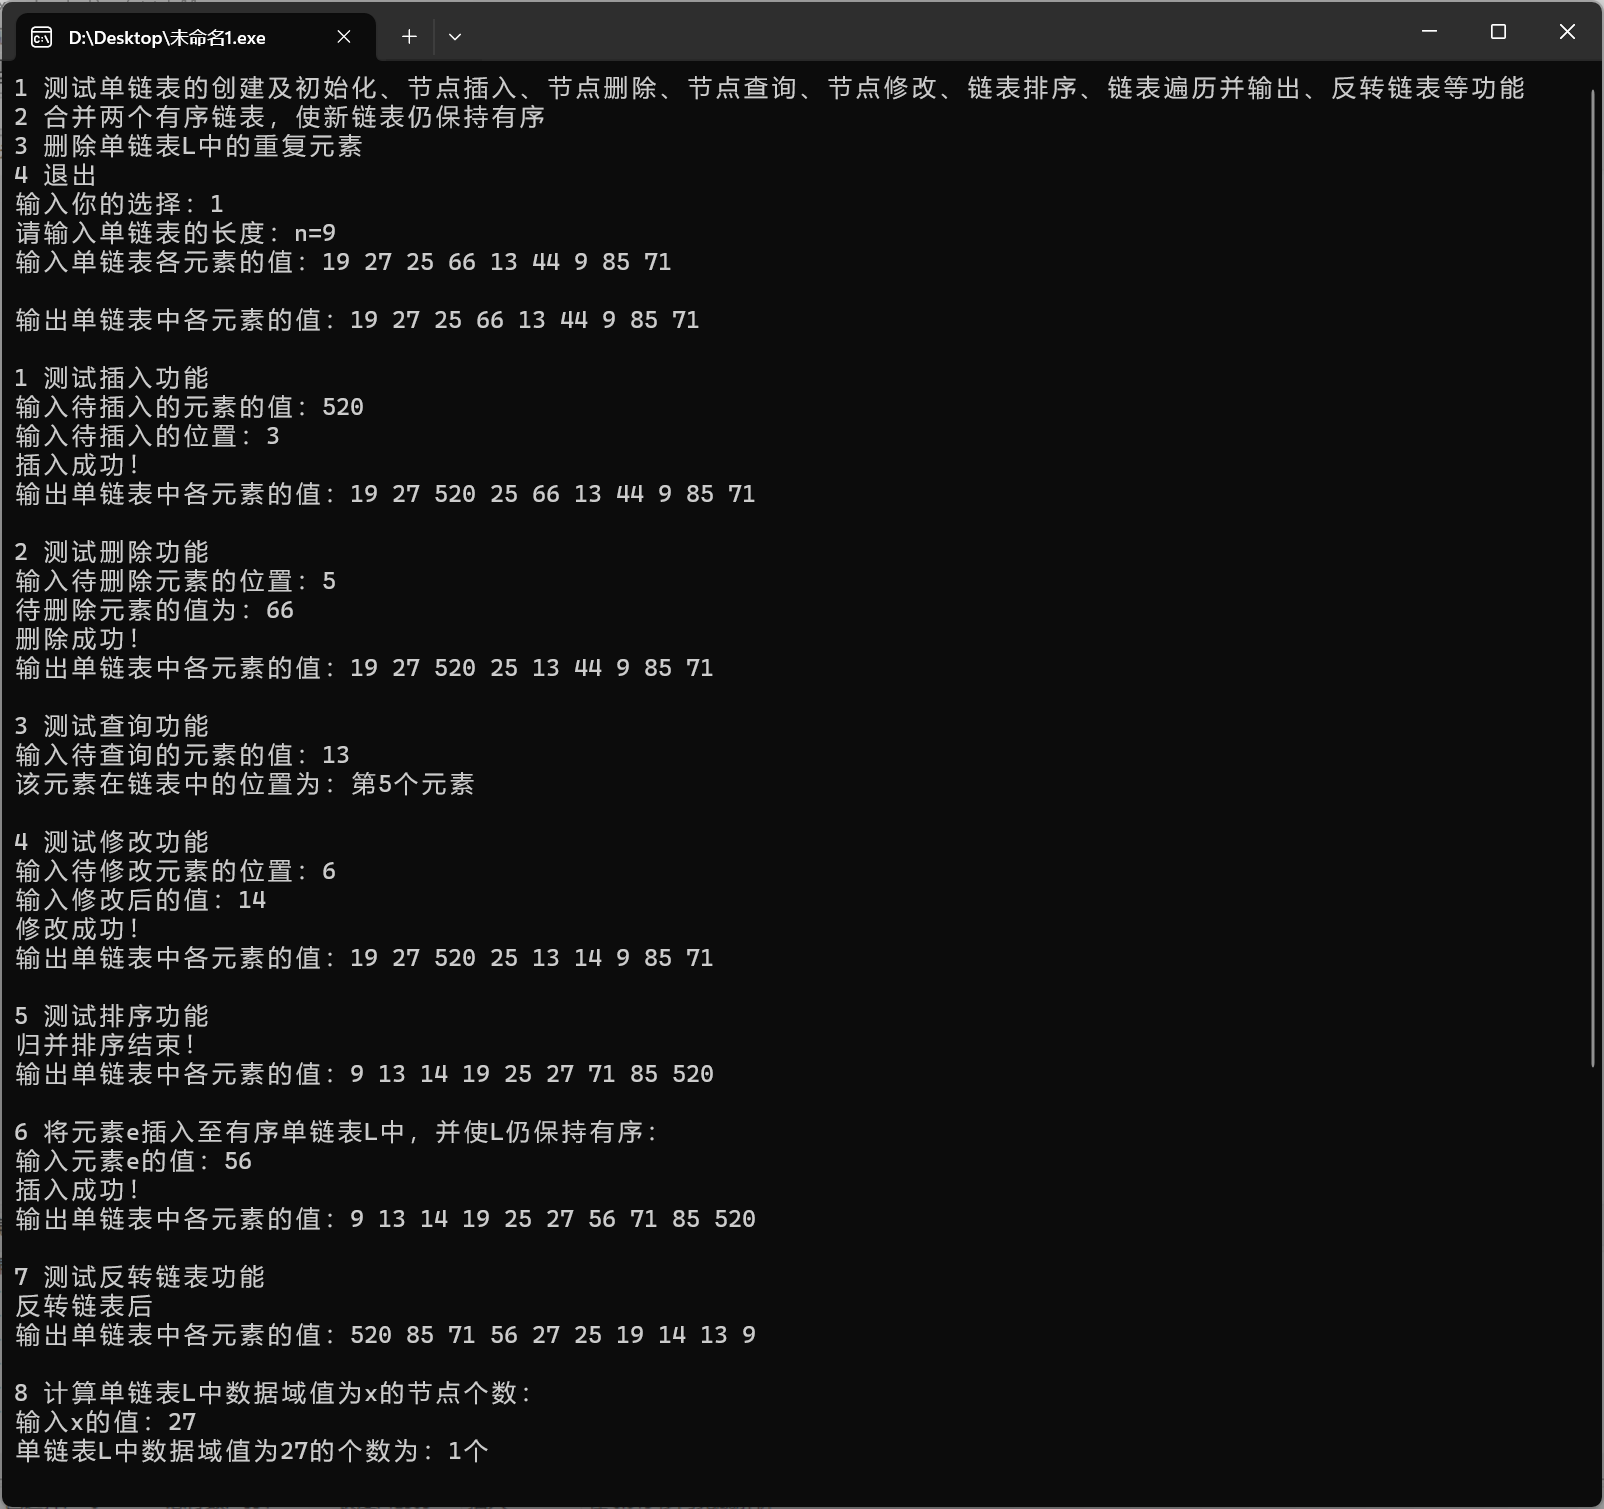 D:\Desktop\未命名1.exe
1 测试单链表的创建及初始化、节点插入、节点删除、节点查询、节点修改、链表排序、链表遍历并输出、反转链表等功能
2 合并两个有序链表，使新链表仍保持有序
3 删除单链表L中的重复元素
4 退出
输入你的选择：1
请输入单链表的长度：n=9
输入单链表各元素的值：19 27 25 66 13 44 9 85 71
输出单链表中各元素的值：19 27 25 66 13 44 9 85 71
1 测试插入功能
输入待插入的元素的值：520
输入待插入的位置：3
插入成功！
输出单链表中各元素的值：19 27 520 25 66 13 44 9 85 71
2 测试删除功能
输入待删除元素的位置：5
待删除元素的值为：66
删除成功！
输出单链表中各元素的值：19 27 520 25 13 44 9 85 71
3 测试查询功能
输入待查询的元素的值：13
该元素在链表中的位置为：第5个元素
4 测试修改功能
输入待修改元素的位置：6
输入修改后的值：14
修改成功！
输出单链表中各元素的值：19 27 520 25 13 14 9 85 71
5 测试排序功能
归并排序结束！
输出单链表中各元素的值：9 13 14 19 25 27 71 85 520
6 将元素e插入至有序单链表L中，并使L仍保持有序：
输入元素e的值：56
插入成功！
输出单链表中各元素的值：9 13 14 19 25 27 56 71 85 520
7 测试反转链表功能
反转链表后
输出单链表中各元素的值：520 85 71 56 27 25 19 14 13 9
8 计算单链表L中数据域值为x的节点个数：
输入x的值：27
单链表L中数据域值为27的个数为：1个